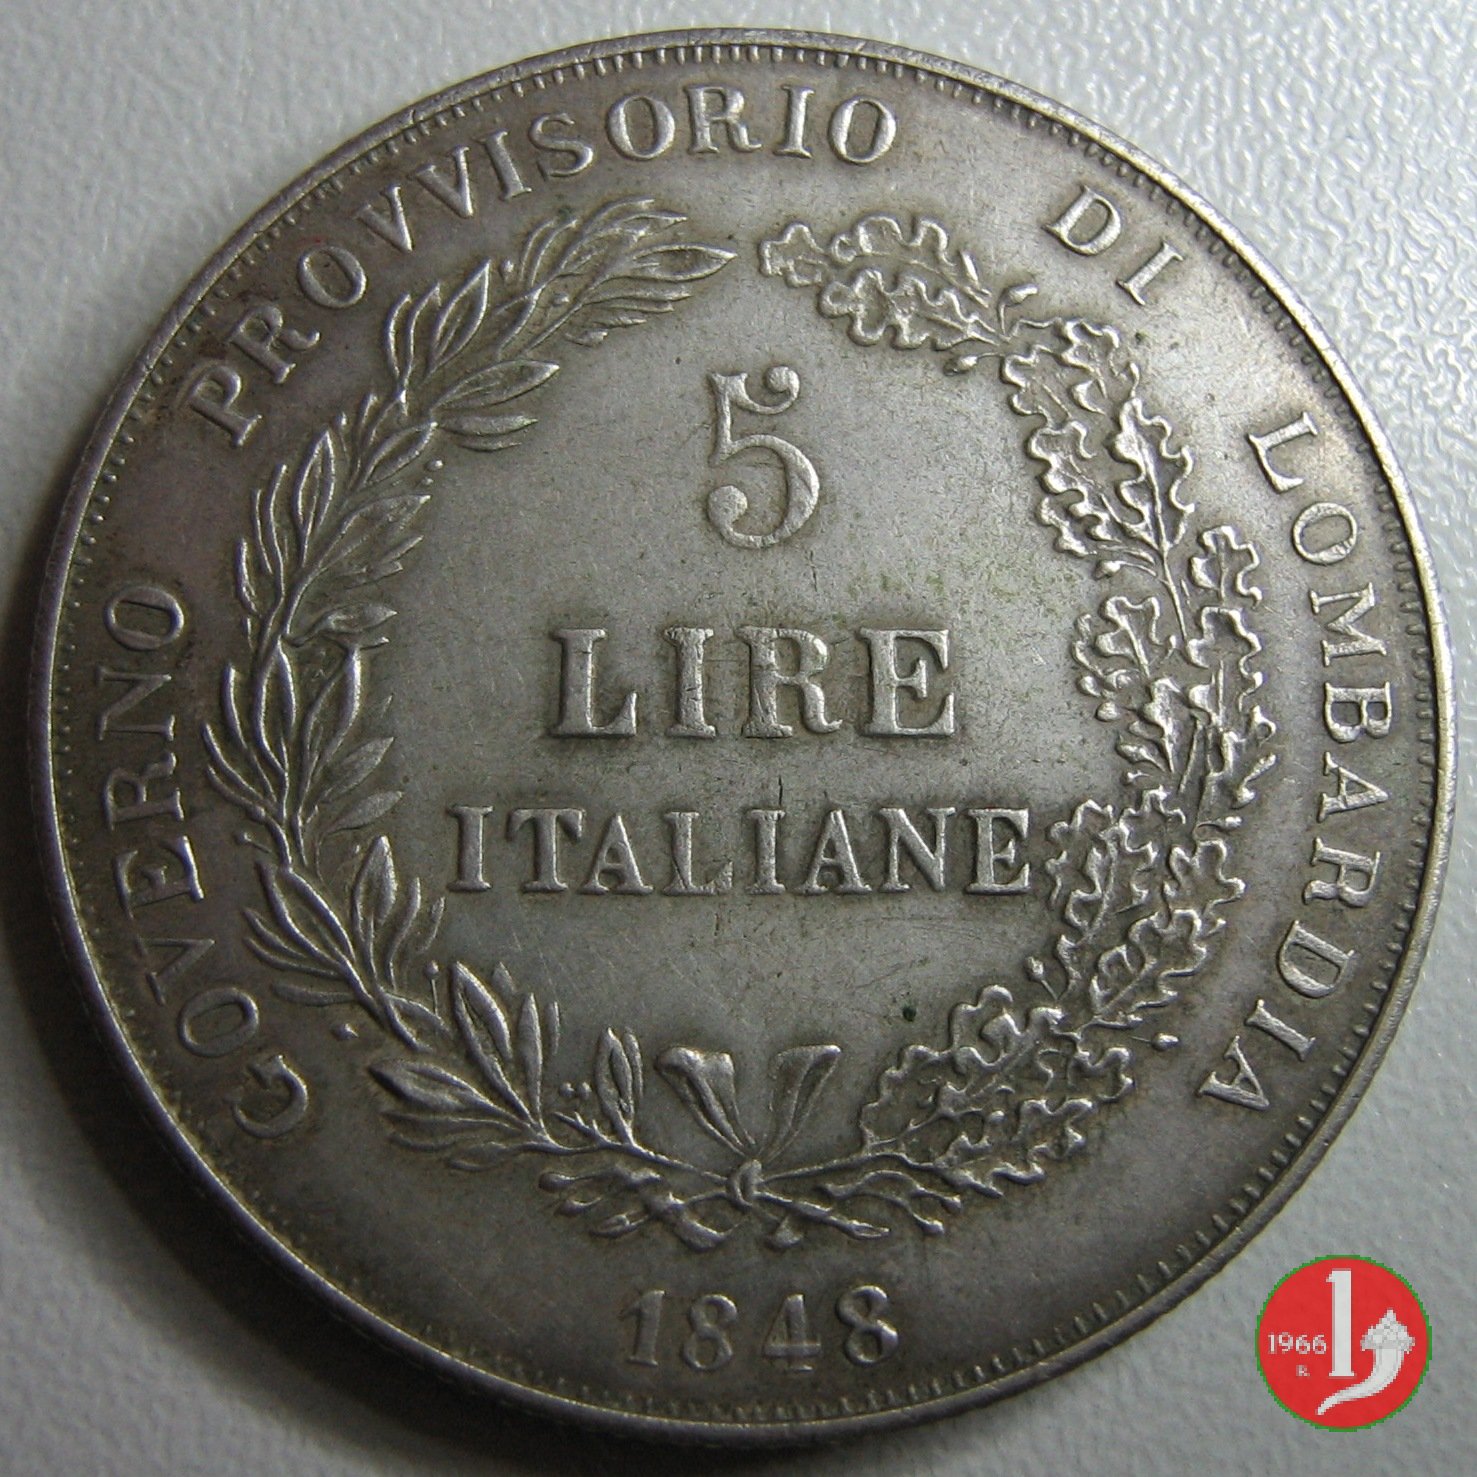 GOVERNO PROVVISORIO DI LOMBARDIA
5
LIRE
ITALIANE
1848
1966
R